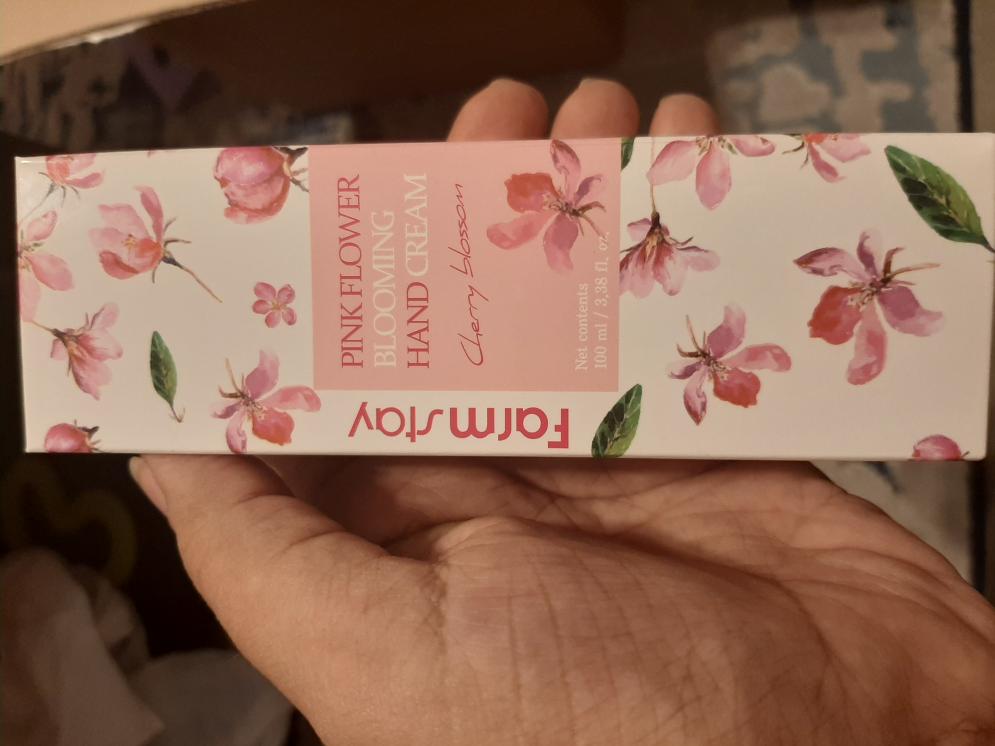 PINK FLOWER
BLOOMING
HAND CREAM
Cherry blossom
Net contents
100 ml / 3.38 fl. oz.
Farmstay